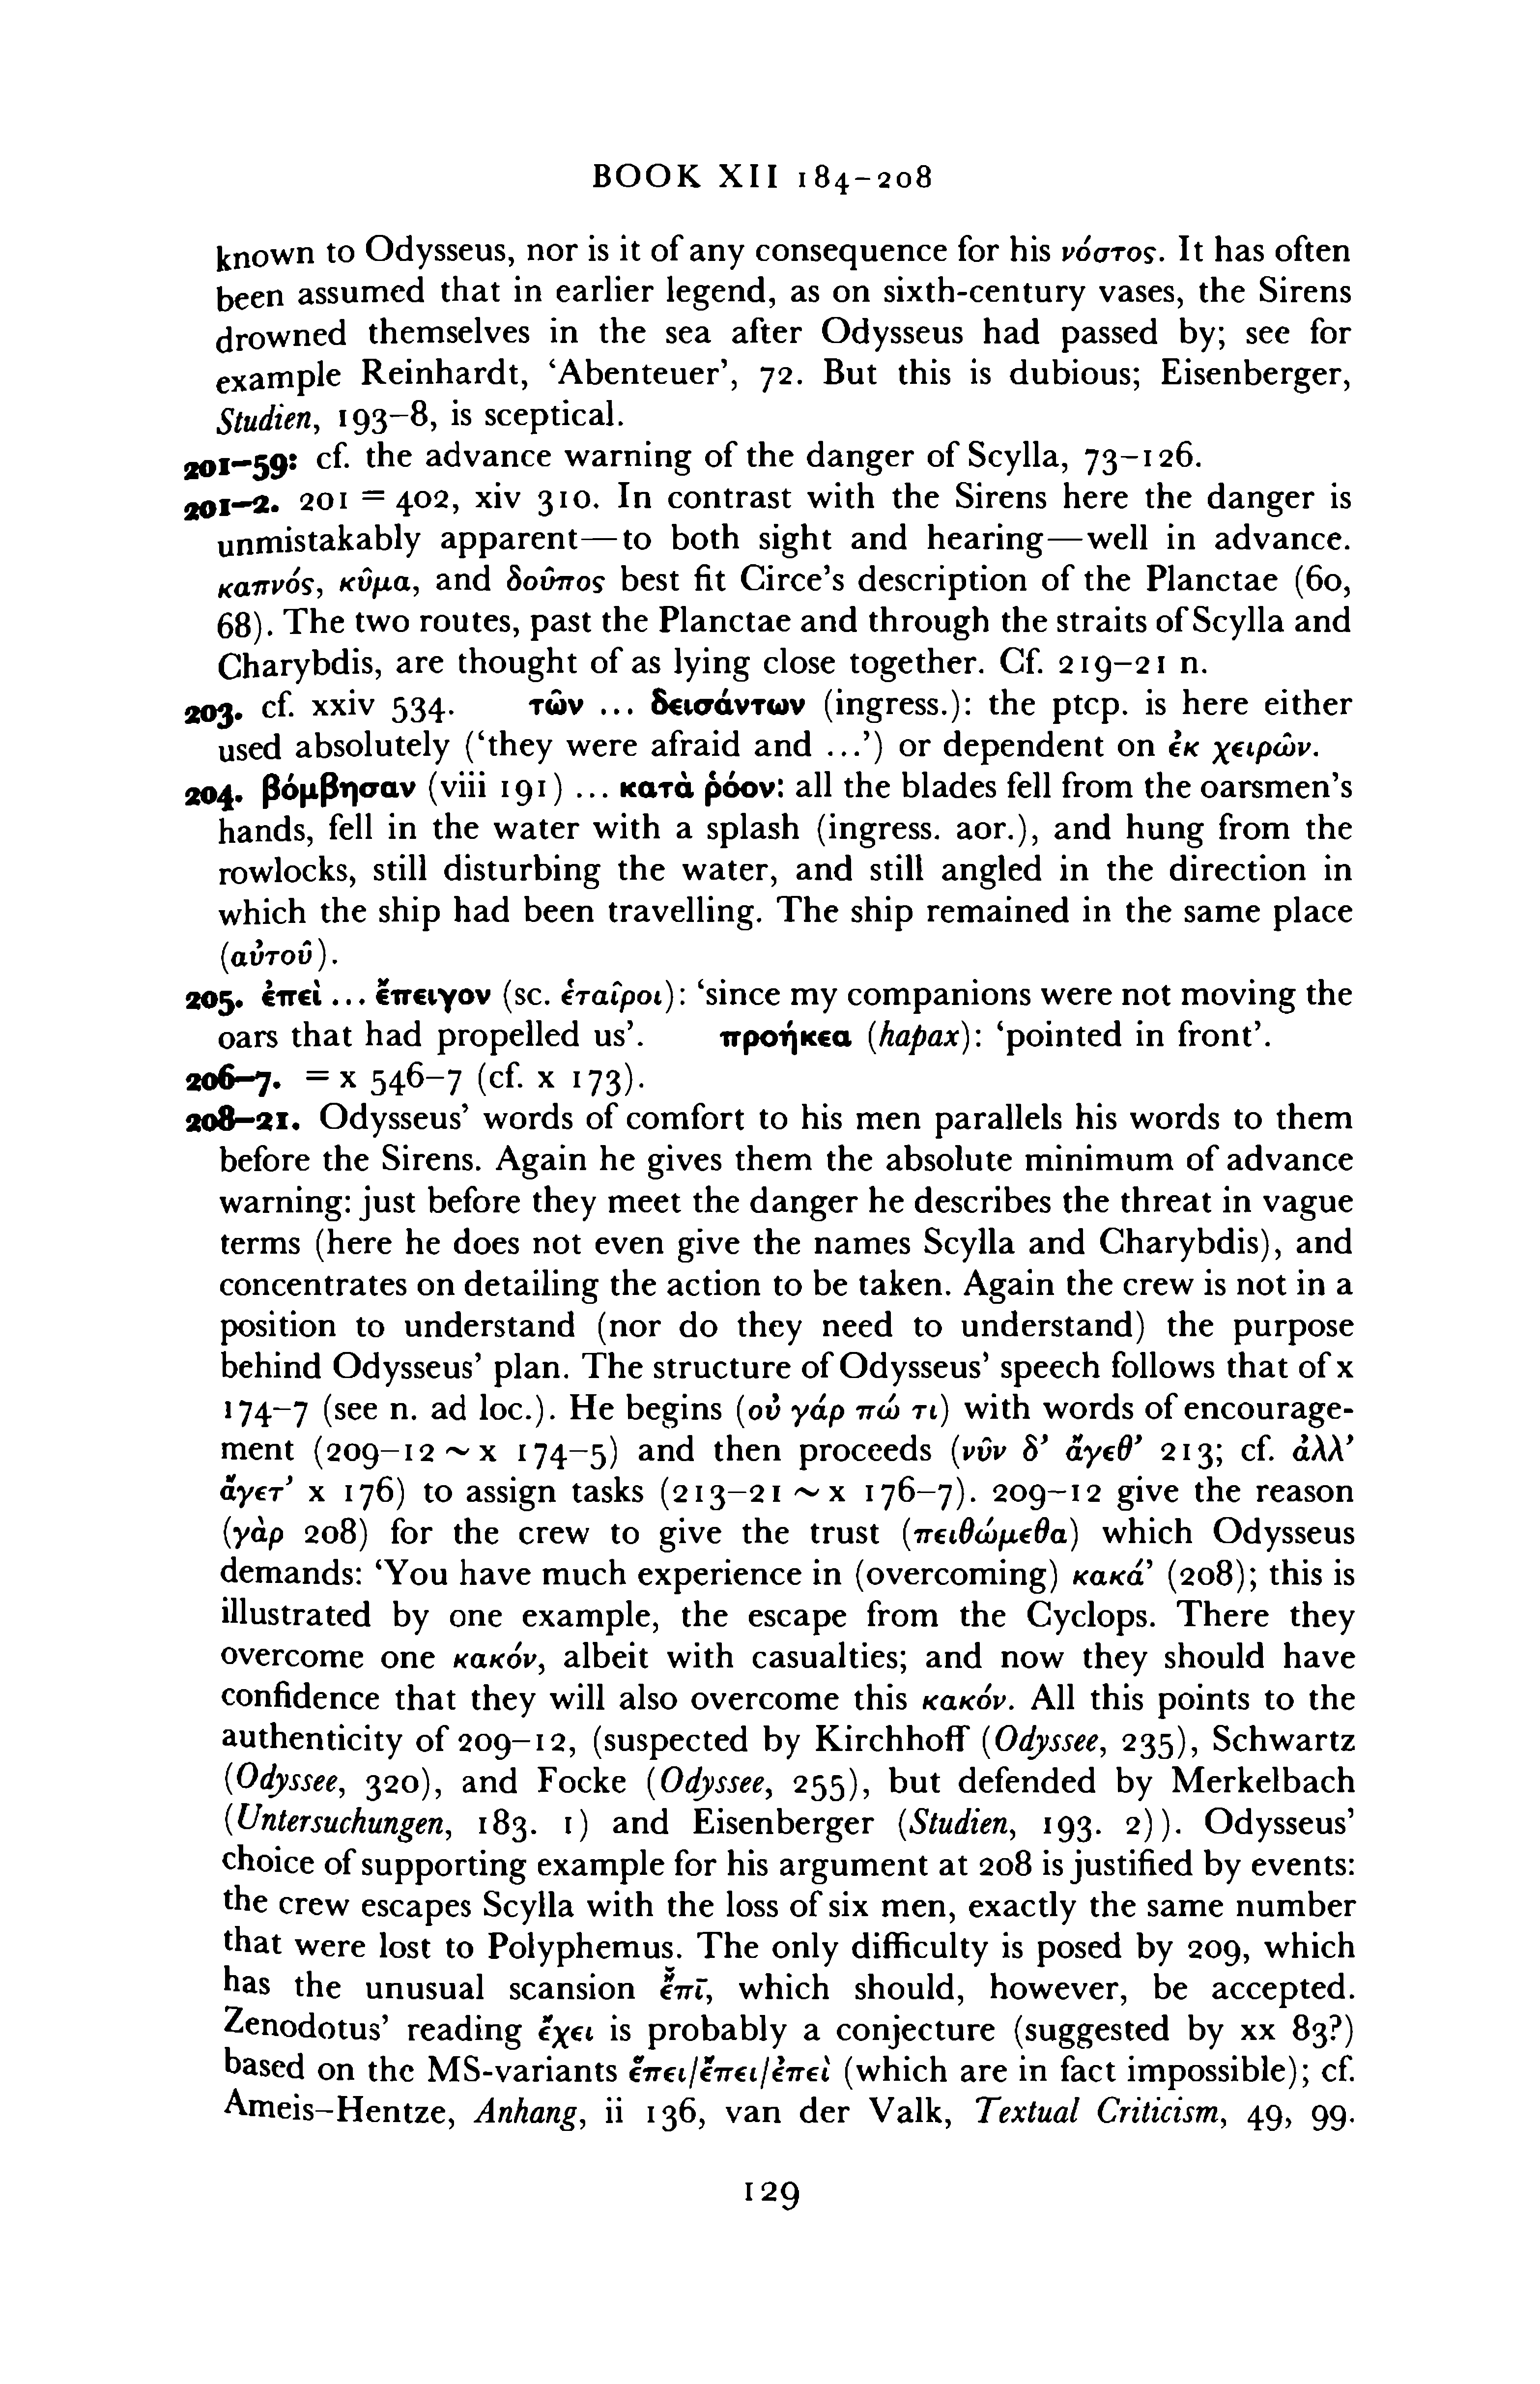 BOOK XII 184–208
known to Odysseus, nor is it of any consequence for his νόστος. It has often
been assumed that in earlier legend, as on sixth-century vases, the Sirens
drowned themselves in the sea after Odysseus had passed by; see for
example Reinhardt, ‘Abenteuer’, 72. But this is dubious; Eisenberger,
Studien, 193–8, is sceptical.
201–59: cf. the advance warning of the danger of Scylla, 73–126.
201–2. 201 = 402, xiv 310. In contrast with the Sirens here the danger is
unmistakably apparent—to both sight and hearing—well in advance.
καπνός, κῦμα, and δοῦπος best fit Circe’s description of the Planctae (60,
68). The two routes, past the Planctae and through the straits of Scylla and
Charybdis, are thought of as lying close together. Cf. 219–21 n.
203. cf. xxiv 534. τῶν ... δεισάντων (ingress.): the ptcp. is here either
used absolutely (‘they were afraid and ...’) or dependent on ἐκ χειρῶν.
204. βόμβησαν (viii 191) ... κατὰ ῥόον: all the blades fell from the oarsmen’s
hands, fell in the water with a splash (ingress. aor.), and hung from the
rowlocks, still disturbing the water, and still angled in the direction in
which the ship had been travelling. The ship remained in the same place
(αὐτοῦ).
205. ἐπεὶ ... ἔπειγον (sc. ἑταῖροι): ‘since my companions were not moving the
oars that had propelled us’. προήκεα (hapax): ‘pointed in front’.
206–7. = x 546–7 (cf. x 173).
208–21. Odysseus’ words of comfort to his men parallels his words to them
before the Sirens. Again he gives them the absolute minimum of advance
warning: just before they meet the danger he describes the threat in vague
terms (here he does not even give the names Scylla and Charybdis), and
concentrates on detailing the action to be taken. Again the crew is not in a
position to understand (nor do they need to understand) the purpose
behind Odysseus’ plan. The structure of Odysseus’ speech follows that of x
174–7 (see n. ad loc.). He begins (οὐ γάρ πώ τι) with words of encourage-
ment (209–12 ~ x 174–5) and then proceeds (νῦν δ’ ἄγεθ’ 213; cf. ἀλλ’
ἄγετ’ x 176) to assign tasks (213–21 ~ x 176–7). 209–12 give the reason
(γὰρ 208) for the crew to give the trust (πειθώμεθα) which Odysseus
demands: ‘You have much experience in (overcoming) κακά’ (208); this is
illustrated by one example, the escape from the Cyclops. There they
overcome one κακόν, albeit with casualties; and now they should have
confidence that they will also overcome this κακόν. All this points to the
authenticity of 209–12, (suspected by Kirchhoff (Odyssee, 235), Schwartz
(Odyssee, 320), and Focke (Odyssee, 255), but defended by Merkelbach
(Untersuchungen, 183. 1) and Eisenberger (Studien, 193. 2)). Odysseus’
choice of supporting example for his argument at 208 is justified by events:
the crew escapes Scylla with the loss of six men, exactly the same number
that were lost to Polyphemus. The only difficulty is posed by 209, which
has the unusual scansion ἔ̆πῑ, which should, however, be accepted.
Zenodotus’ reading ἔχει is probably a conjecture (suggested by xx 83?)
based on the MS-variants ἕπει/ἔπει/ἐπεὶ (which are in fact impossible); cf.
Ameis–Hentze, Anhang, ii 136, van der Valk, Textual Criticism, 49, 99.
129